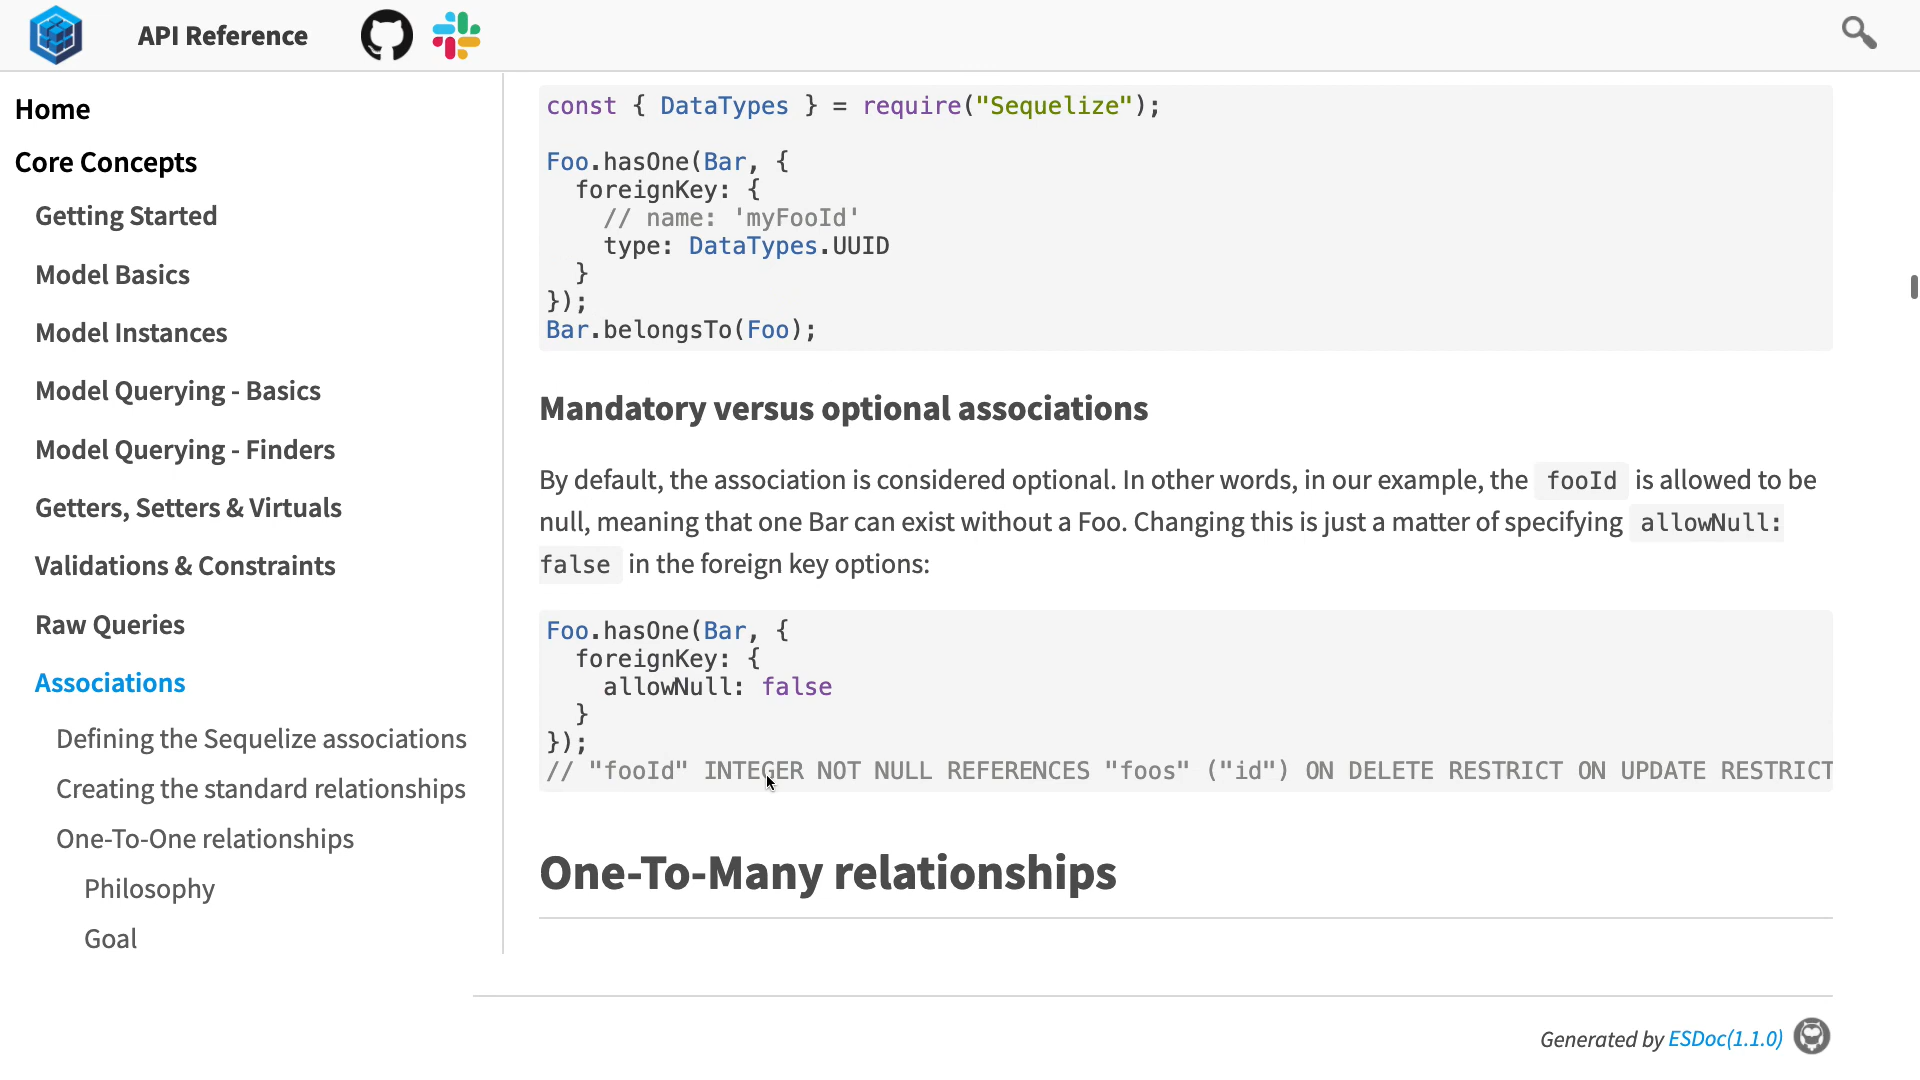 API Reference
Home
Core Concepts
Getting Started
Model Basics
Model Instances
Model Querying - Basics
Model Querying - Finders
Getters, Setters & Virtuals
Validations & Constraints
Raw Queries
Associations
Defining the Sequelize associations
Creating the standard relationships
One-To-One relationships
Philosophy
Goal
const { DataTypes } = require("Sequelize");
Foo.hasOne(Bar, {
  foreignKey: {
    // name: 'myFooId'
    type: DataTypes.UUID
  }
});
Bar.belongsTo(Foo);
Mandatory versus optional associations
By default, the association is considered optional. In other words, in our example, the fooId is allowed to be
null, meaning that one Bar can exist without a Foo. Changing this is just a matter of specifying allowNull:
false in the foreign key options:
Foo.hasOne(Bar, {
  foreignKey: {
    allowNull: false
  }
});
// "fooId" INTEGER NOT NULL REFERENCES "foos" ("id") ON DELETE RESTRICT ON UPDATE RESTRICT
One-To-Many relationships
Generated by ESDoc(1.1.0)